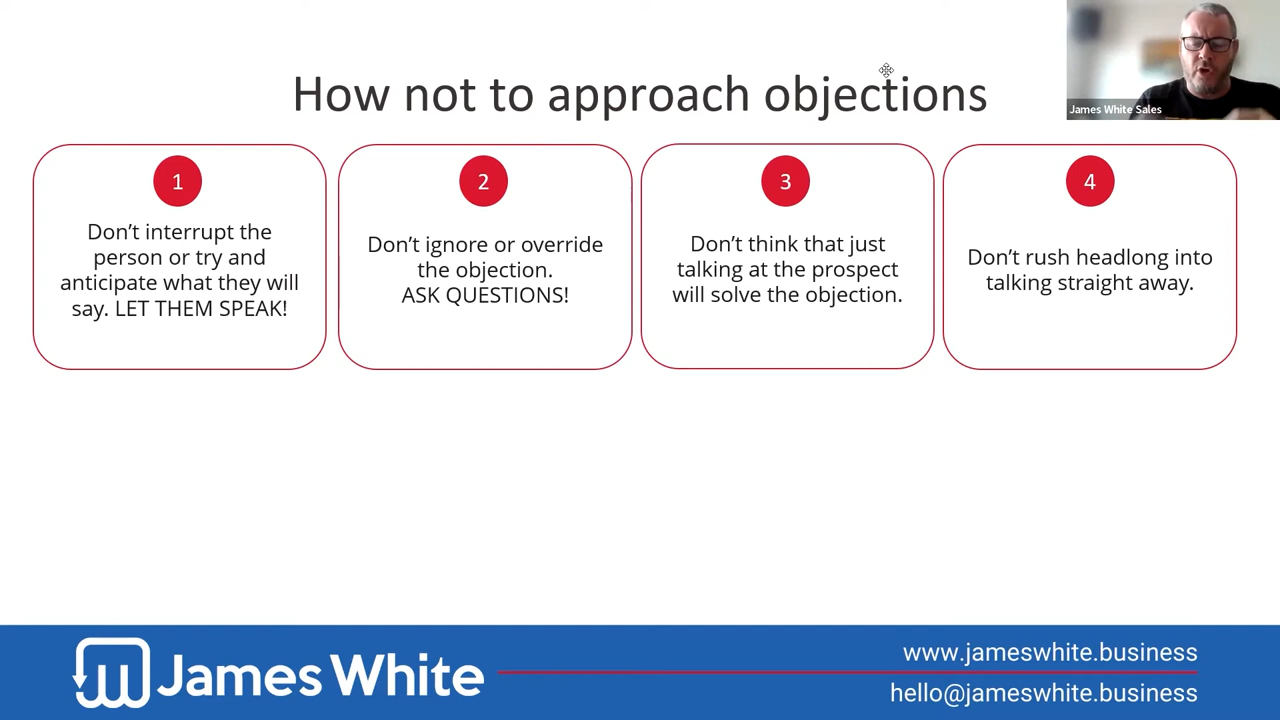 How not to approach objections
James White Sales
1
Don’t interrupt the
person or try and
anticipate what they will
say. LET THEM SPEAK!
2
Don’t ignore or override
the objection.
ASK QUESTIONS!
3
Don’t think that just
talking at the prospect
will solve the objection.
4
Don’t rush headlong into
talking straight away.
James White
www.jameswhite.business
hello@jameswhite.business